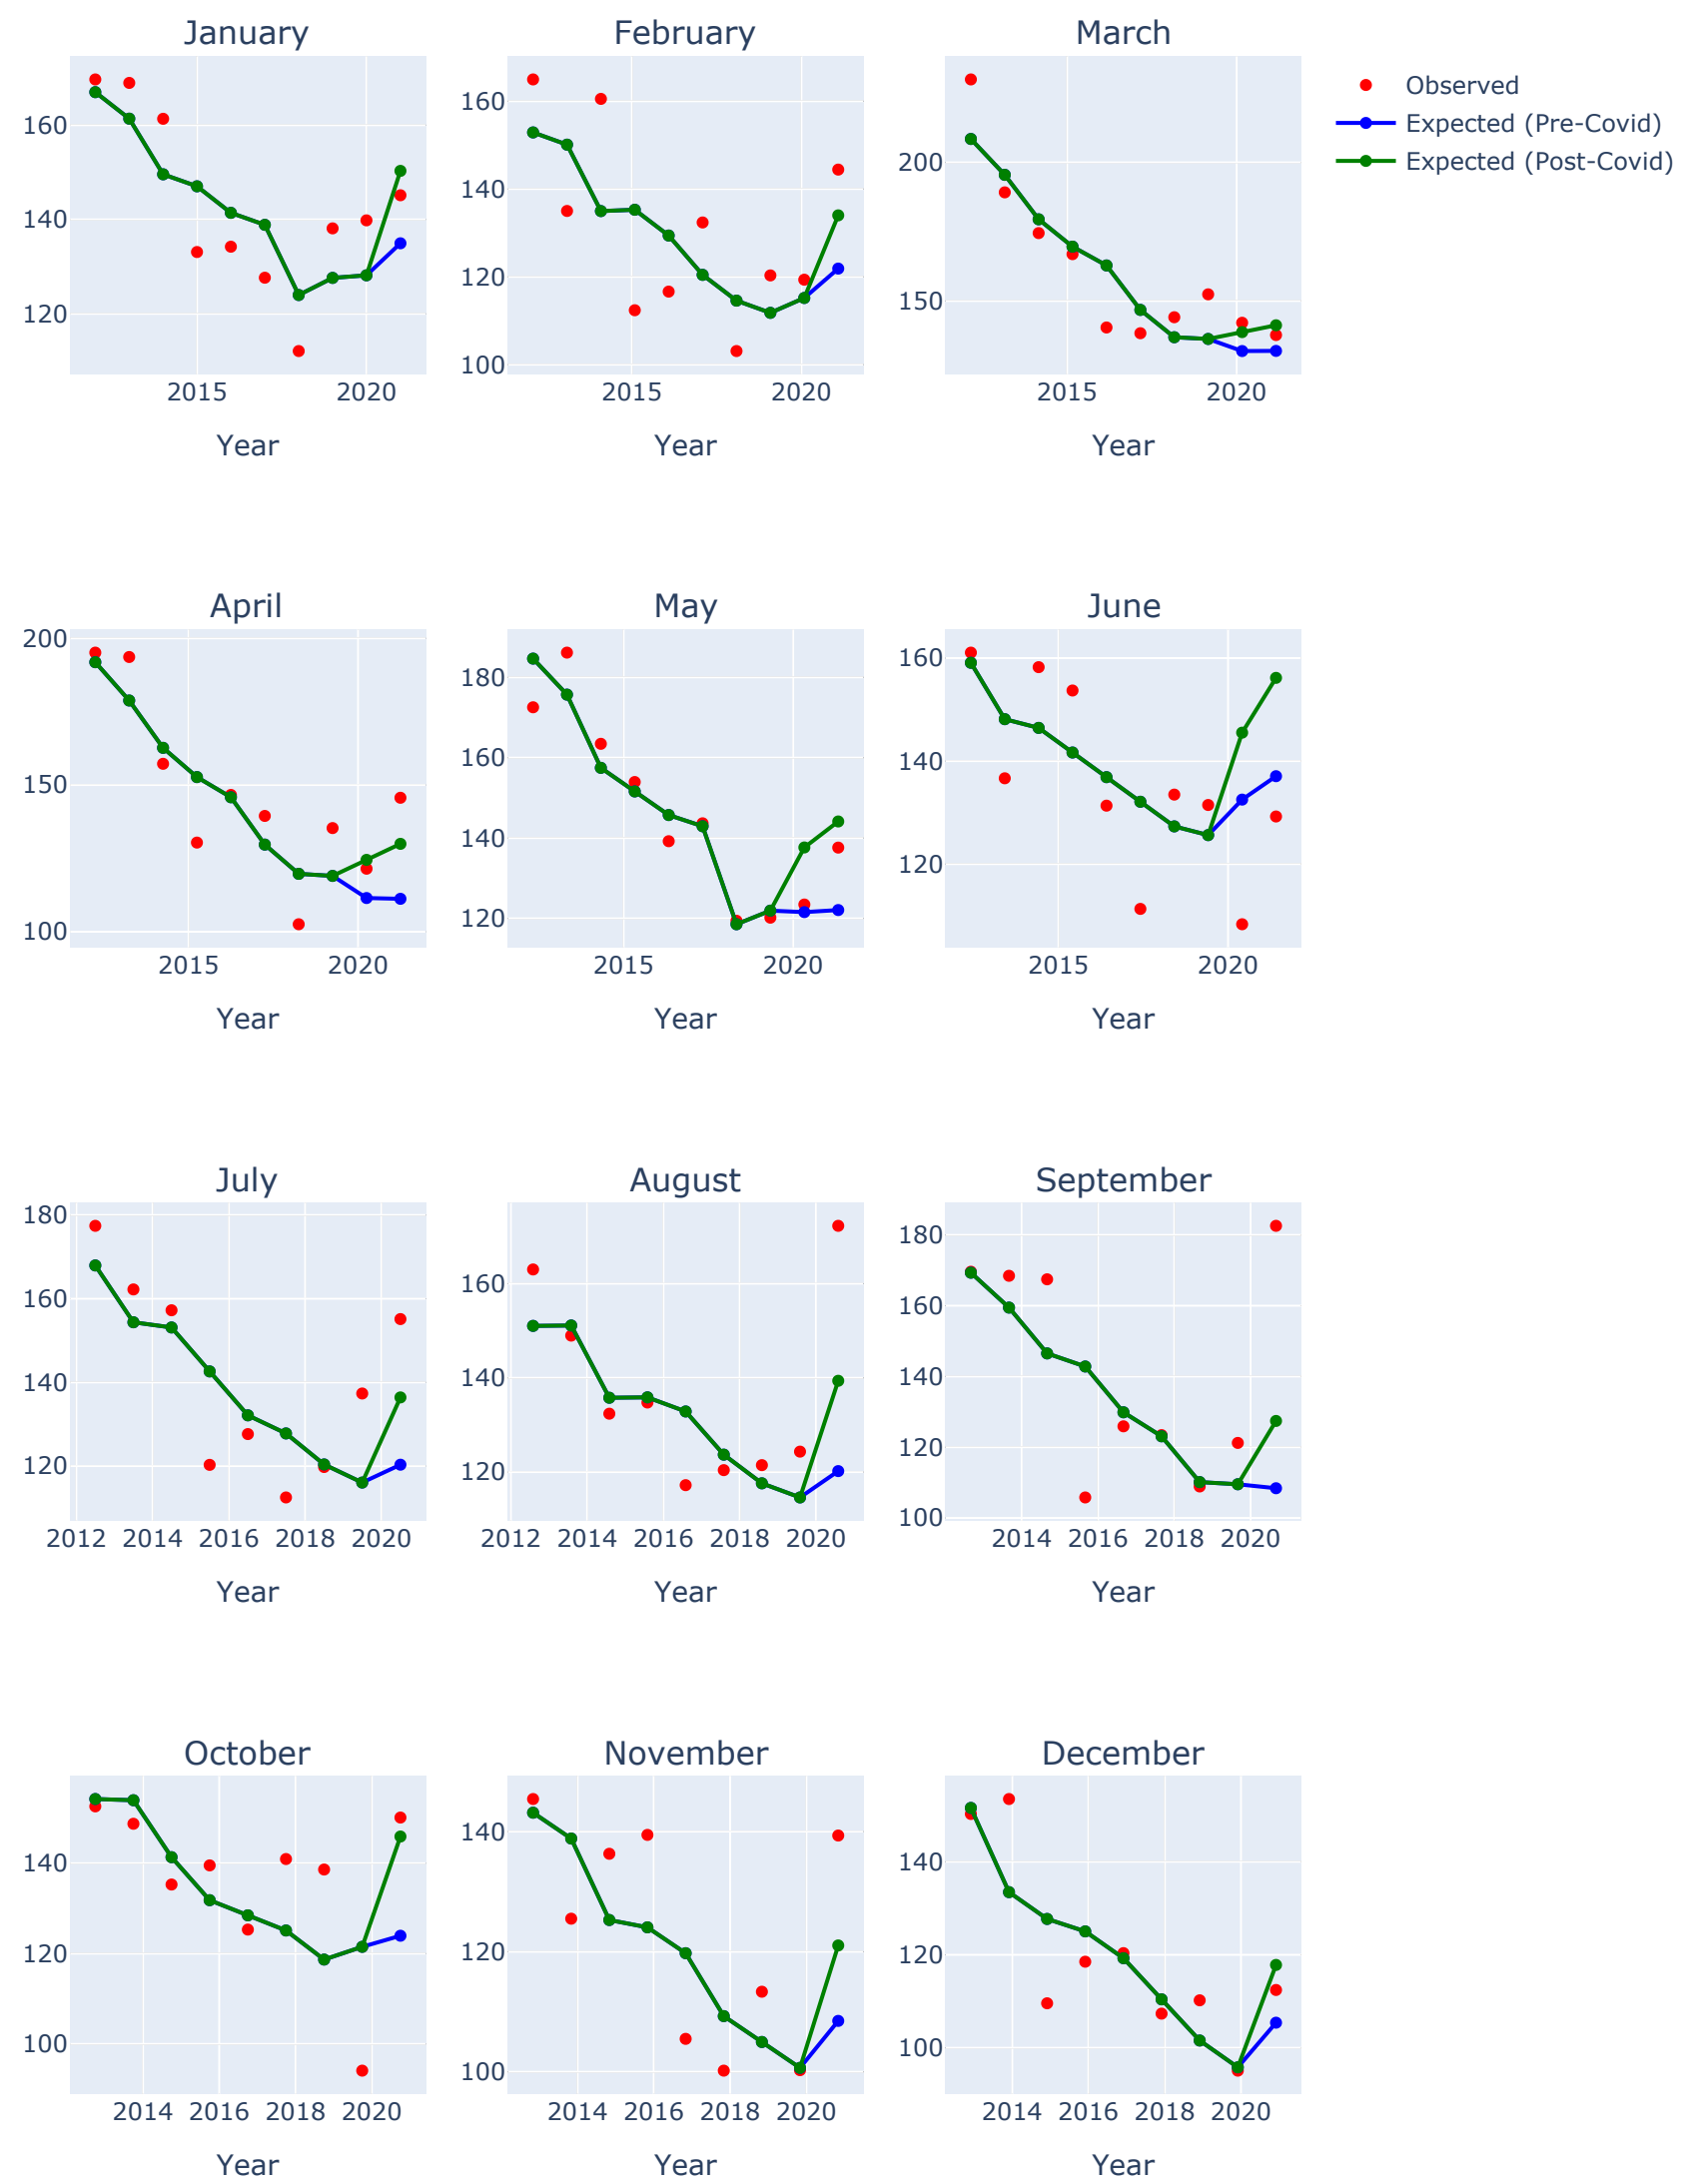 January February March
Observed
Expected (Pre-Covid)
Expected (Post-Covid)
160
140
120
2015 2020
Year
160
140
120
100
2015 2020
Year
200
150
2015 2020
Year
April May June
200
150
100
2015 2020
Year
180
160
140
120
2015 2020
Year
160
140
120
2015 2020
Year
July August September
180
160
140
120
2012 2014 2016 2018 2020
Year
160
140
120
2012 2014 2016 2018 2020
Year
180
160
140
120
100
2014 2016 2018 2020
Year
October November December
140
120
100
2014 2016 2018 2020
Year
140
120
100
2014 2016 2018 2020
Year
140
120
100
2014 2016 2018 2020
Year